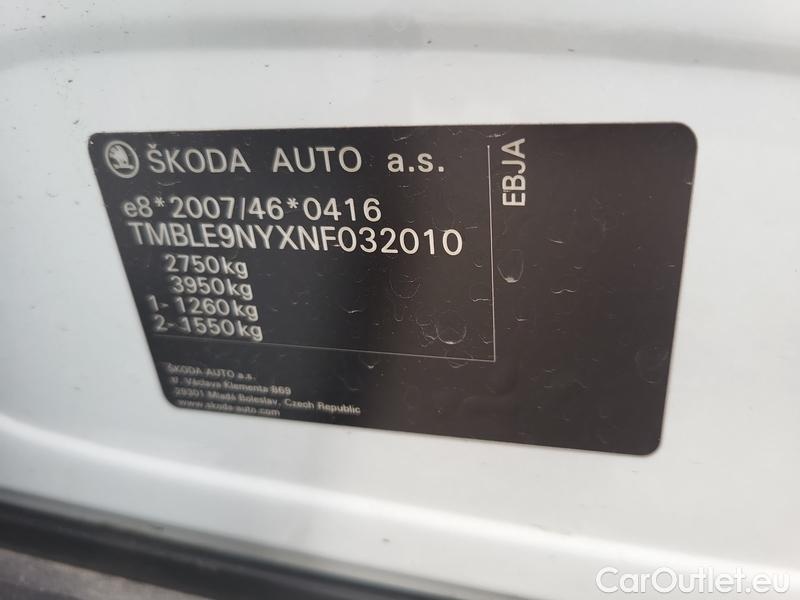 ŠKODA AUTO a.s.
e8*2007/46*0416
TMBLE9NYXNF032010
2750kg
3950kg
1- 1260kg
2- 1550kg
EBJA
ŠKODA AUTO a.s.
tř. Václava Klementa 869
29301 Mladá Boleslav, Czech Republic
www.skoda-auto.com
CarOutlet.eu